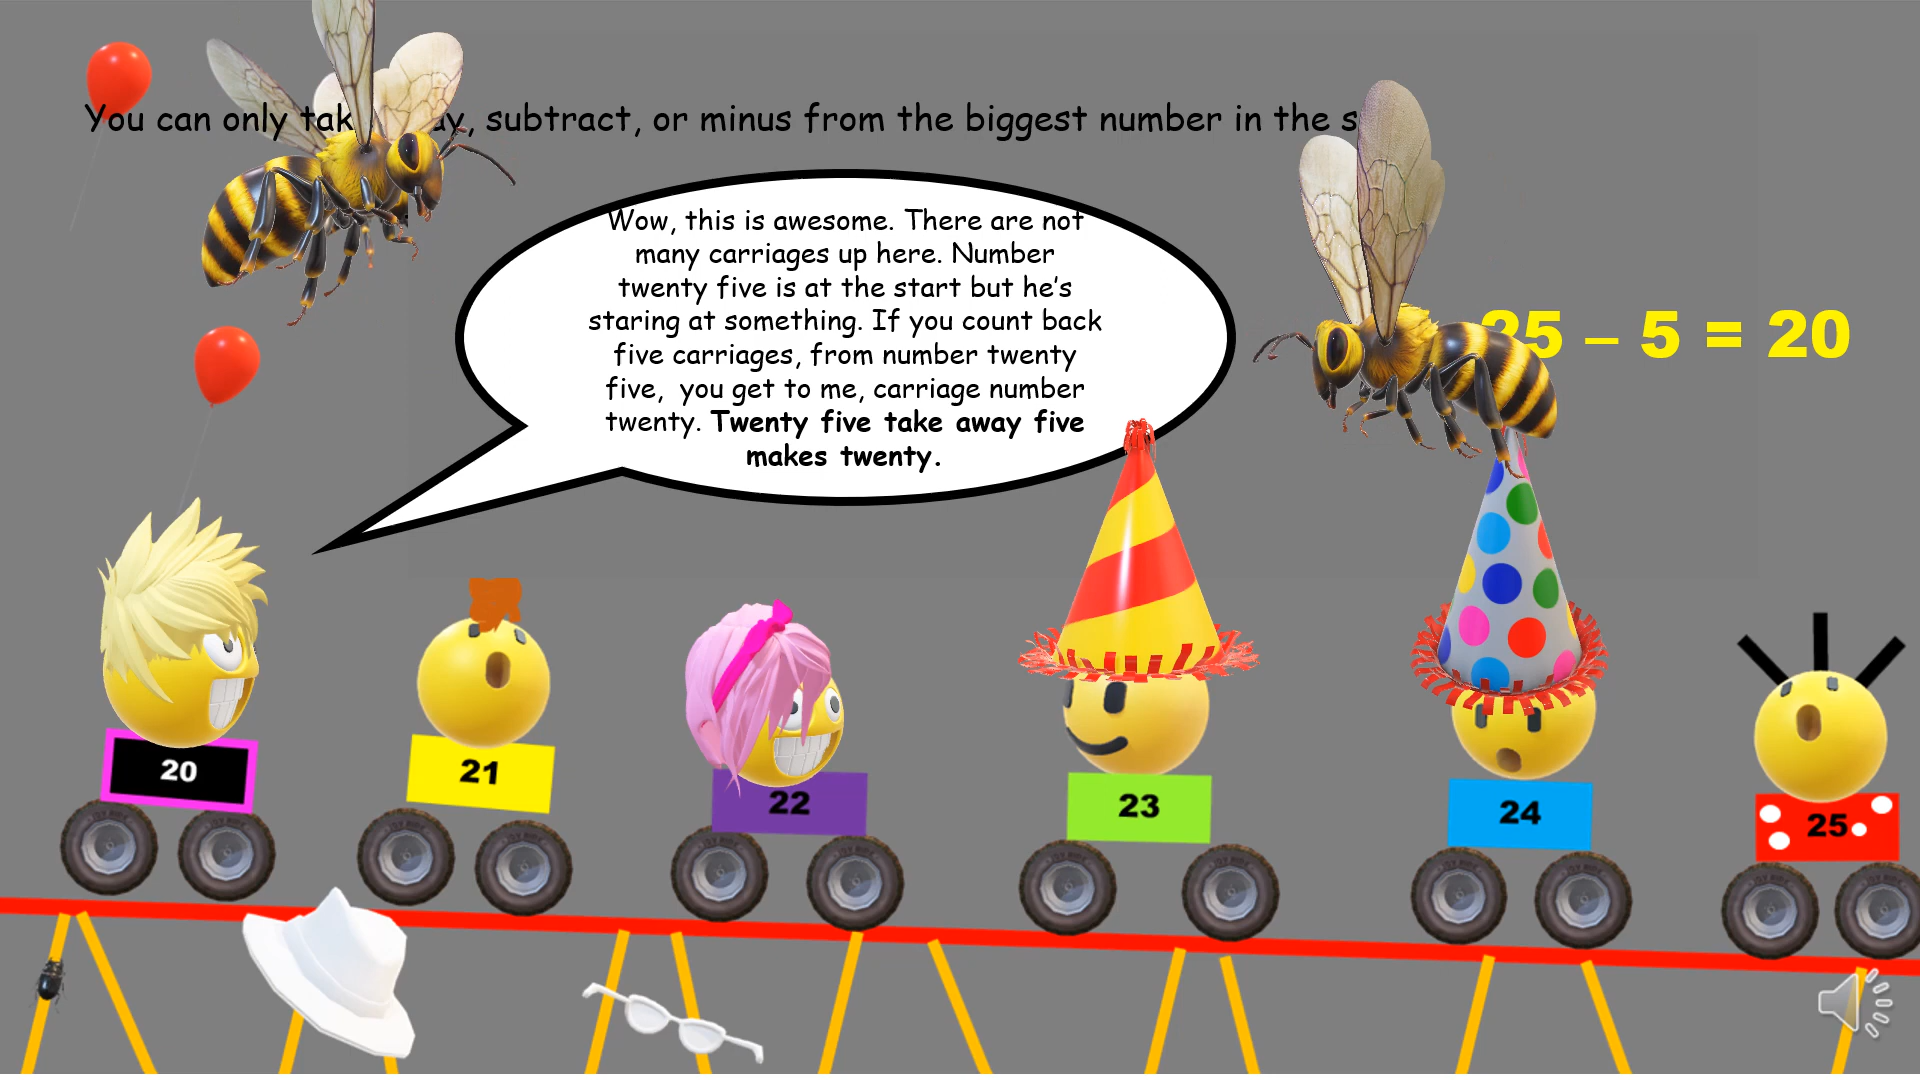 You can only tak ay, subtract, or minus from the biggest number in the s
Wow, this is awesome. There are not
many carriages up here. Number
twenty five is at the start but he's
staring at something. If you count back
five carriages, from number twenty
five, you get to me, carriage number
twenty. Twenty five take away five
makes twenty.
25 – 5 = 20
20
21
22
23
24
25